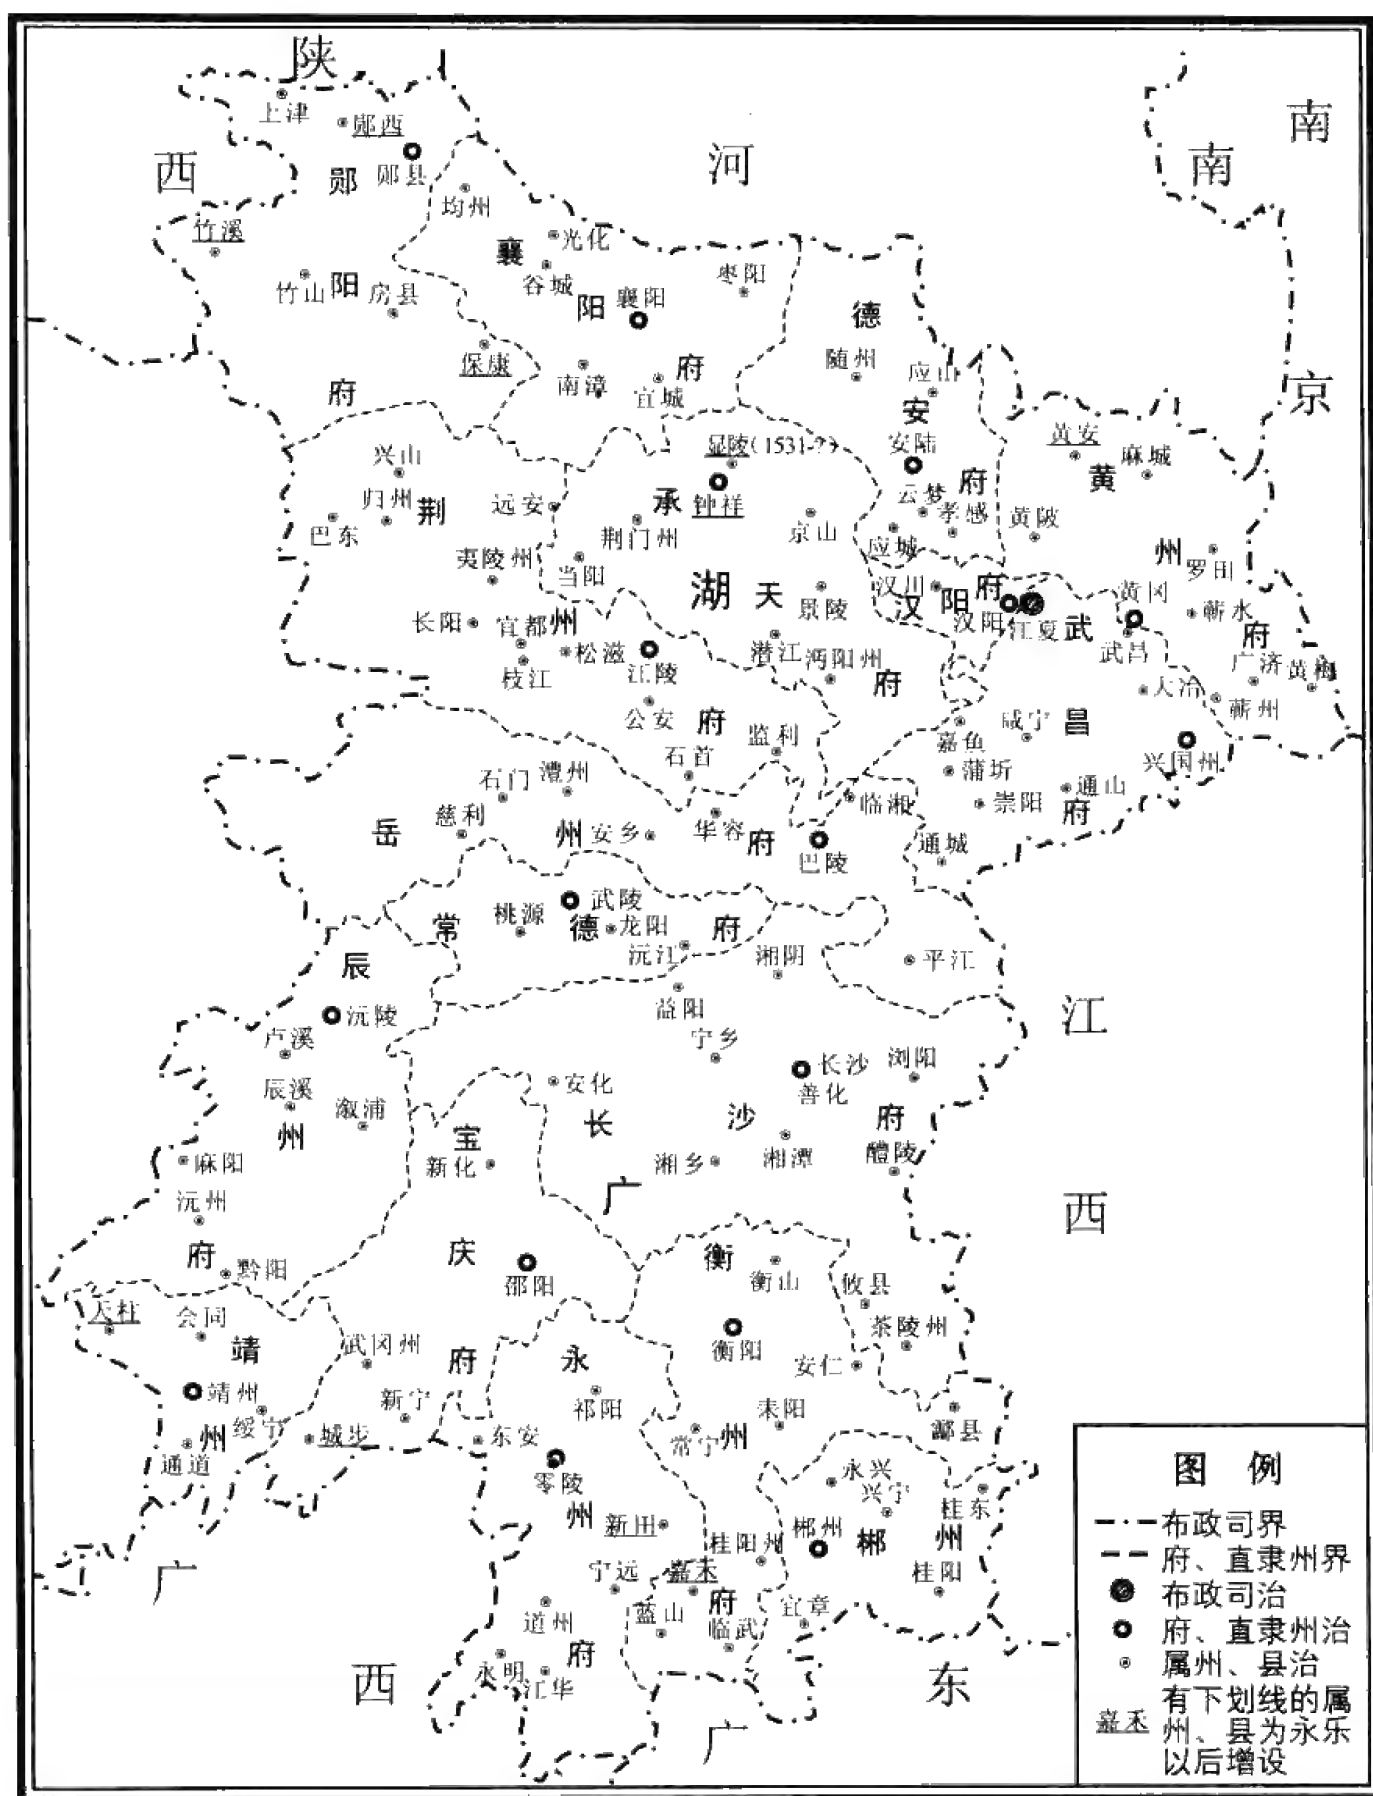 陕
西
河
南
南
京
江
西
广
东
广
西
湖
广
郧
阳
府
上津
郧西
郧县
竹溪
竹山
房县
保康
襄
阳
府
均州
光化
谷城
襄阳
枣阳
南漳
宜城
德
安
府
随州
应山
安陆
云梦
孝感
应城
黄
州
府
黄安
麻城
黄陂
罗田
黄冈
蕲水
广济
黄梅
蕲州
荆
州
府
兴山
归州
巴东
远安
夷陵州
长阳
宜都
枝江
松滋
江陵
公安
石首
监利
承
天
府
显陵(1531-?)
钟祥
荆门州
京山
当阳
景陵
潜江
沔阳州
汉
阳
府
汉川
汉阳
武
昌
府
江夏
武昌
大冶
咸宁
嘉鱼
蒲圻
崇阳
通山
兴国州
通城
岳
州
府
石门
澧州
慈利
安乡
华容
巴陵
临湘
平江
常
德
府
桃源
武陵
龙阳
沅江
辰
州
府
沅陵
卢溪
辰溪
溆浦
麻阳
沅州
黔阳
长
沙
府
湘阴
益阳
宁乡
长沙
善化
浏阳
安化
湘乡
湘潭
醴陵
攸县
茶陵州
宝
庆
府
新化
邵阳
武冈州
新宁
城步
衡
州
府
衡山
衡阳
安仁
耒阳
常宁
酃县
桂阳州
嘉禾
蓝山
临武
靖
州
天柱
会同
靖州
绥宁
通道
永
州
府
祁阳
东安
零陵
新田
宁远
道州
永明
江华
郴
州
永兴
兴宁
桂东
郴州
桂阳
宜章
图 例
布政司界
府、直隶州界
布政司治
府、直隶州治
属州、县治
嘉禾
有下划线的属
州、县为永乐
以后增设